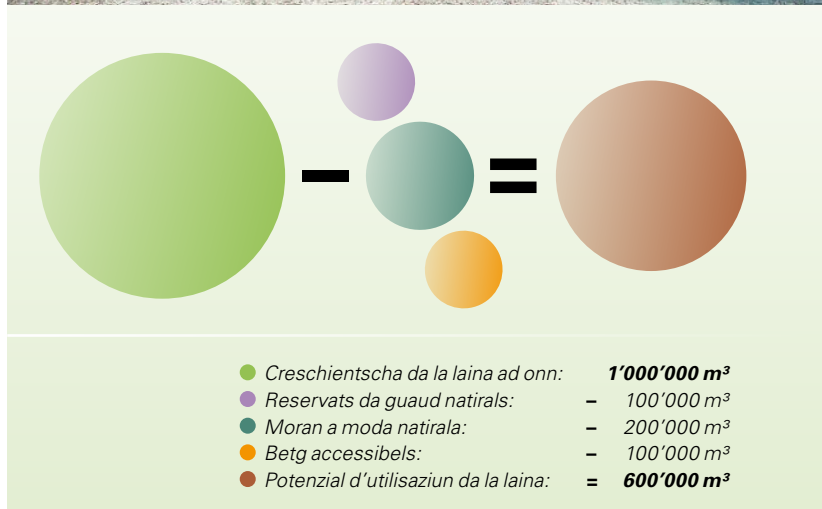 Creschientscha da la laina ad onn: 1'000'000 m³
Reservats da guaud natirals: – 100'000 m³
Moran a moda natirala: – 200'000 m³
Betg accessibels: – 100'000 m³
Potenzial d'utilisaziun da la laina: = 600'000 m³